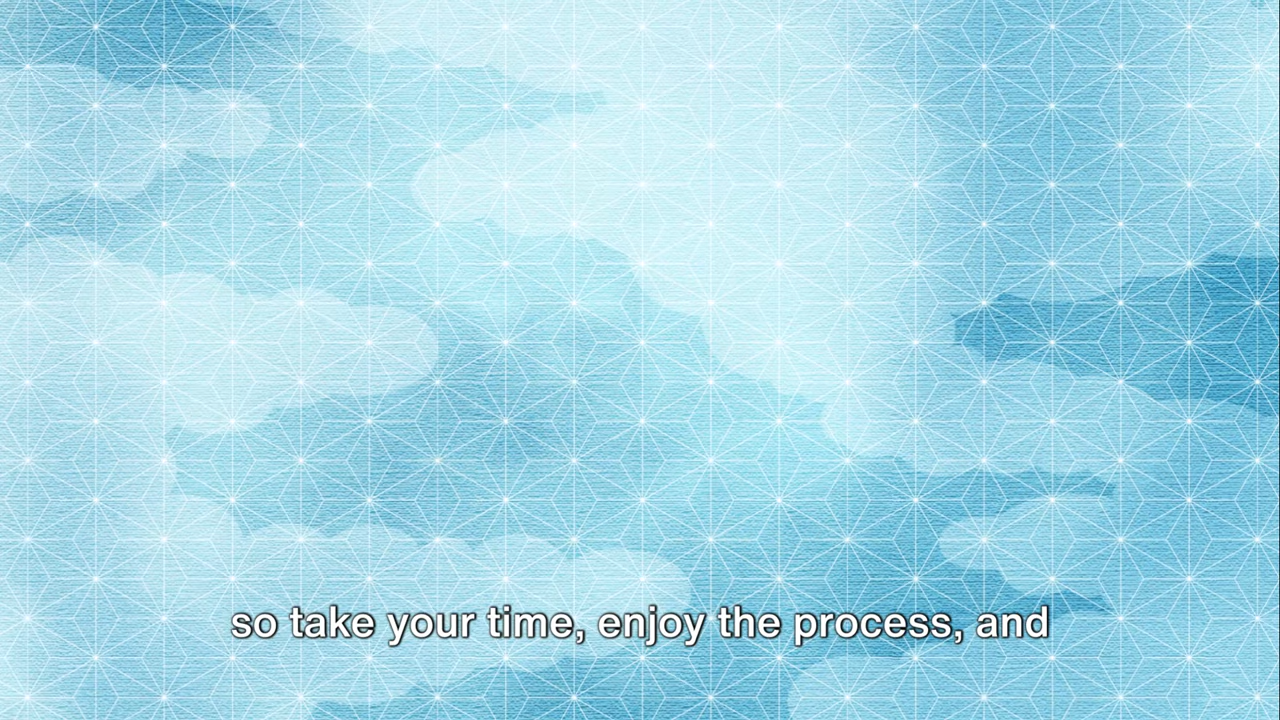 so take your time, enjoy the process, and